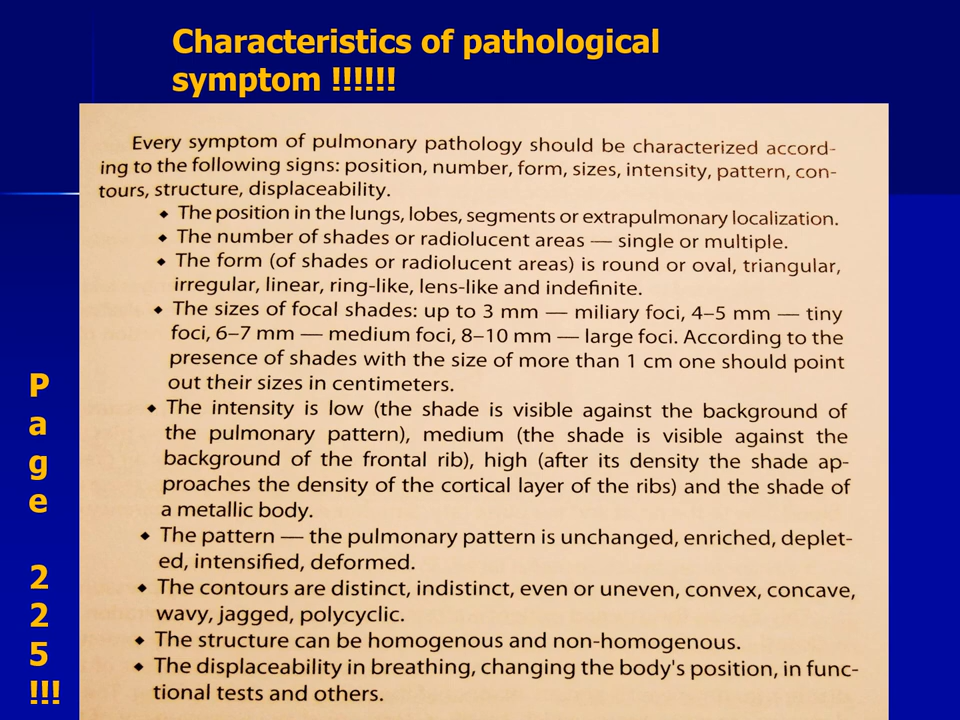 Characteristics of pathological
symptom !!!!!!
Every symptom of pulmonary pathology should be characterized accord-
ing to the following signs: position, number, form, sizes, intensity, pattern, con-
tours, structure, displaceability.
◆ The position in the lungs, lobes, segments or extrapulmonary localization.
◆ The number of shades or radiolucent areas — single or multiple.
◆ The form (of shades or radiolucent areas) is round or oval, triangular,
irregular, linear, ring-like, lens-like and indefinite.
◆ The sizes of focal shades: up to 3 mm — miliary foci, 4–5 mm — tiny
foci, 6–7 mm — medium foci, 8–10 mm — large foci. According to the
presence of shades with the size of more than 1 cm one should point
out their sizes in centimeters.
◆ The intensity is low (the shade is visible against the background of
the pulmonary pattern), medium (the shade is visible against the
background of the frontal rib), high (after its density the shade ap-
proaches the density of the cortical layer of the ribs) and the shade of
a metallic body.
◆ The pattern — the pulmonary pattern is unchanged, enriched, deplet-
ed, intensified, deformed.
◆ The contours are distinct, indistinct, even or uneven, convex, concave,
wavy, jagged, polycyclic.
◆ The structure can be homogenous and non-homogenous.
◆ The displaceability in breathing, changing the body's position, in func-
tional tests and others.
P
a
g
e
2
2
5
!!!